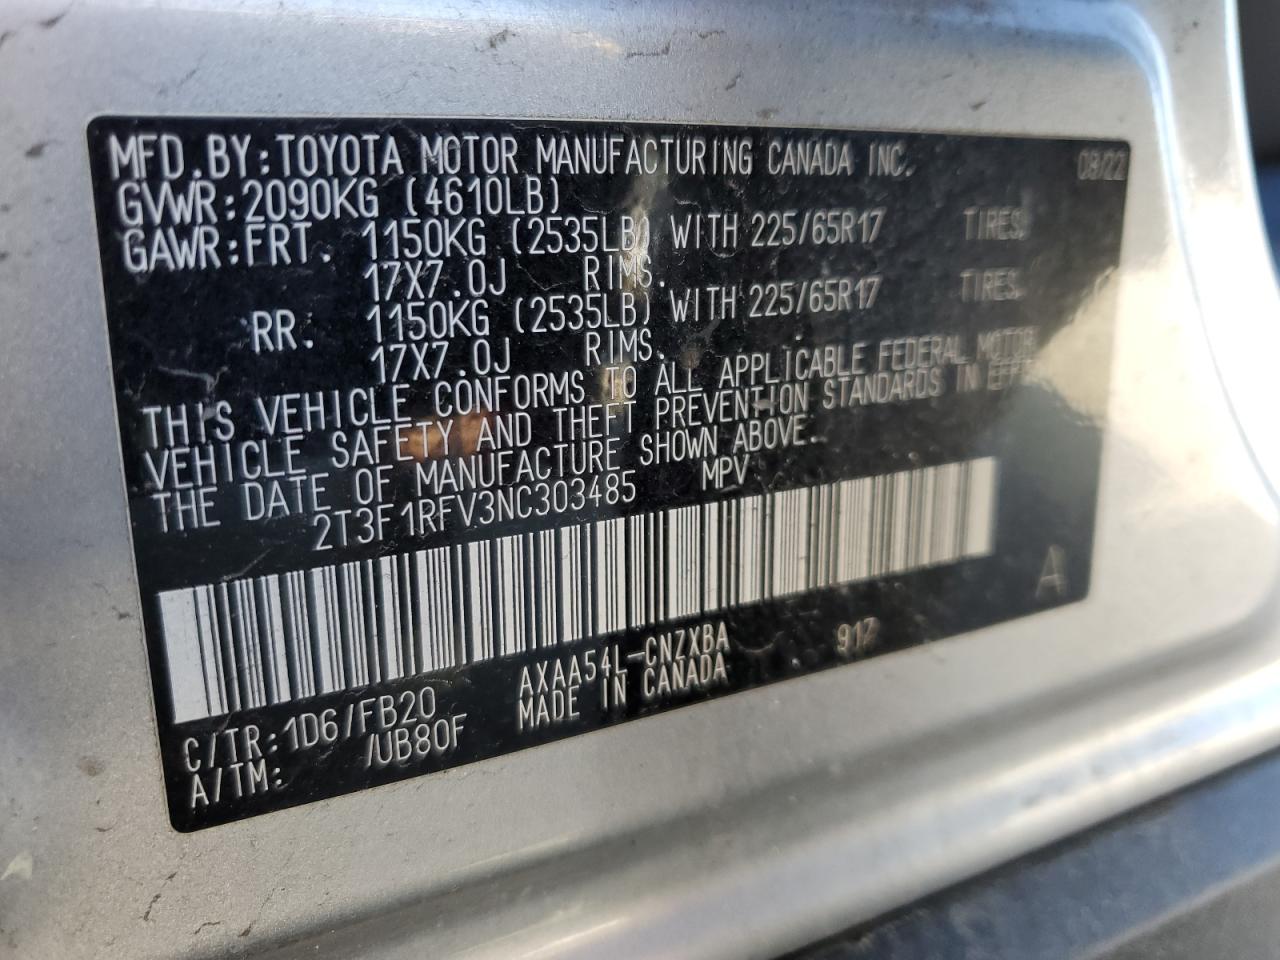 MFD.BY:TOYOTA MOTOR MANUFACTURING CANADA INC. 08/22
GVWR:2090KG (4610LB)
GAWR:FRT. 1150KG (2535LB) WITH 225/65R17 TIRES,
17X7.0J RIMS.
RR. 1150KG (2535LB) WITH 225/65R17 TIRES,
17X7.0J RIMS.
THIS VEHICLE CONFORMS TO ALL APPLICABLE FEDERAL MOTOR
VEHICLE SAFETY AND THEFT PREVENTION STANDARDS IN EFFE
THE DATE OF MANUFACTURE SHOWN ABOVE.
2T3F1RFV3NC303485 MPV
A
AXAA54L-CNZXBA 917
C/TR:1D6/FB20 MADE IN CANADA
A/TM: /UB80F